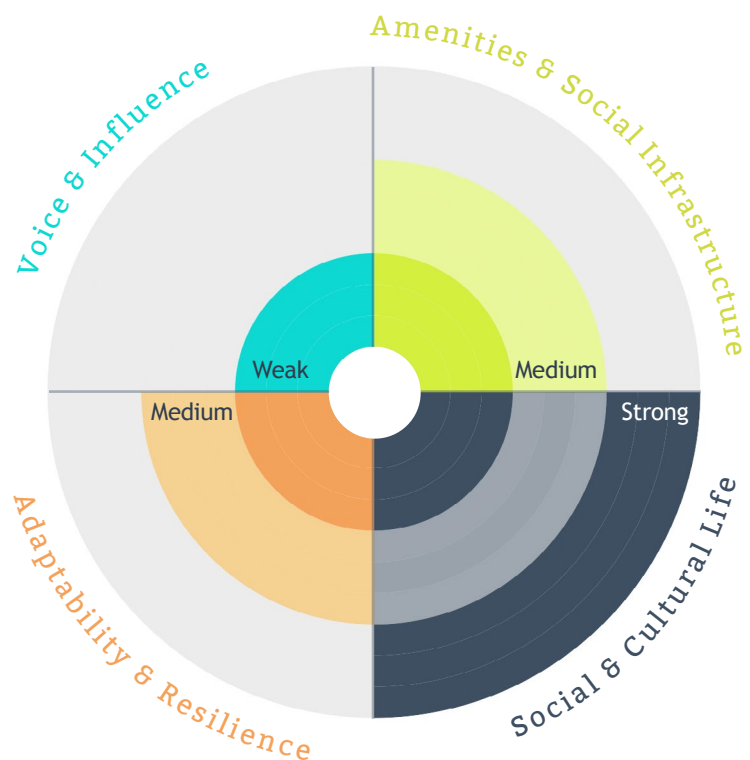 Amenities & Social Infrastructure
Voice & Influence
Weak
Medium
Medium
Strong
Adaptability & Resilience
Social & Cultural Life